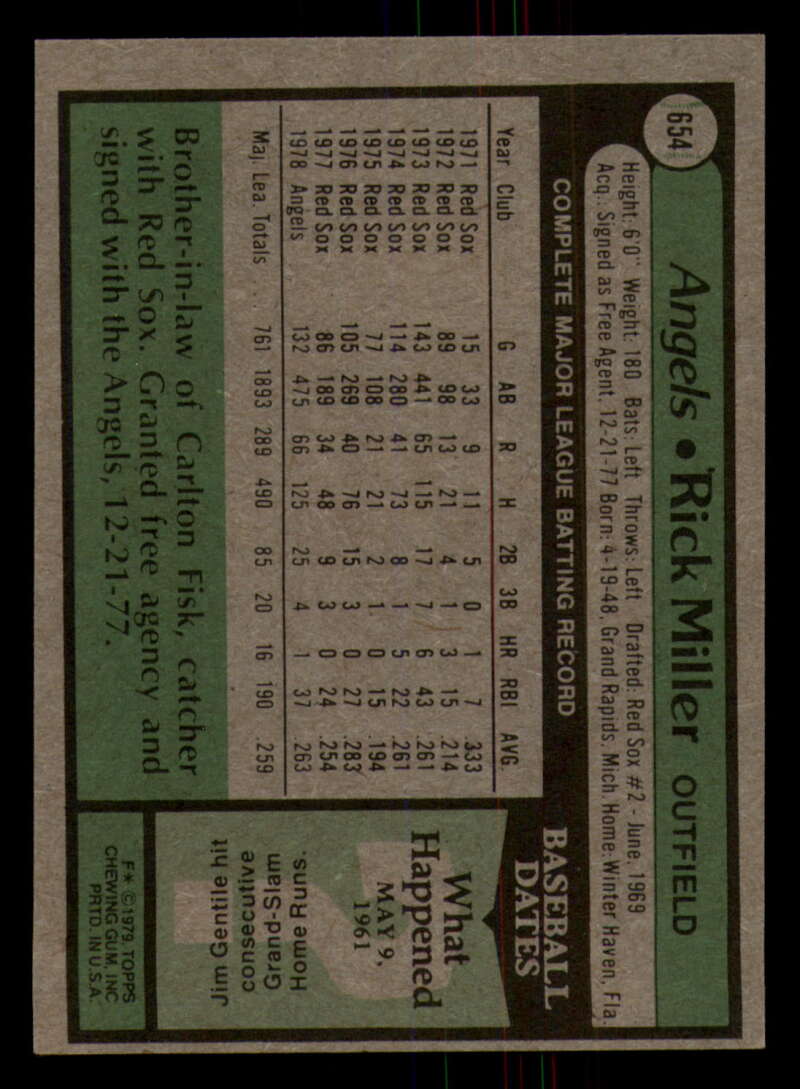 654
Angels • Rick Miller OUTFIELD
Height: 6'0" Weight: 180 Bats: Left Throws: Left Drafted: Red Sox #2 - June, 1969
Acq.: Signed as Free Agent, 12-21-77 Born: 4-19-48, Grand Rapids, Mich. Home: Winter Haven, Fla.
COMPLETE MAJOR LEAGUE BATTING RECORD
Year Club G AB R H 2B 3B HR RBI AVG
1971 Red Sox 15 33 9 11 5 0 1 7 .333
1972 Red Sox 89 98 13 21 4 1 3 15 .214
1973 Red Sox 143 441 65 115 17 7 6 43 .261
1974 Red Sox 114 280 41 73 8 1 5 22 .261
1975 Red Sox 77 108 21 21 2 1 0 15 .194
1976 Red Sox 105 269 40 76 15 3 0 27 .283
1977 Red Sox 86 189 34 48 9 3 0 24 .254
1978 Angels 132 475 66 125 25 4 1 37 .263
Maj. Lea. Totals . . . 761 1893 289 490 85 20 16 190 .259
Brother-in-law of Carlton Fisk, catcher
with Red Sox. Granted free agency and
signed with the Angels, 12-21-77.
BASEBALL
DATES
What
Happened
MAY 9,
1961
Jim Gentile hit
consecutive
Grand-Slam
Home Runs.
F* ©1979, TOPPS
CHEWING GUM, INC
PRTD. IN U.S.A.